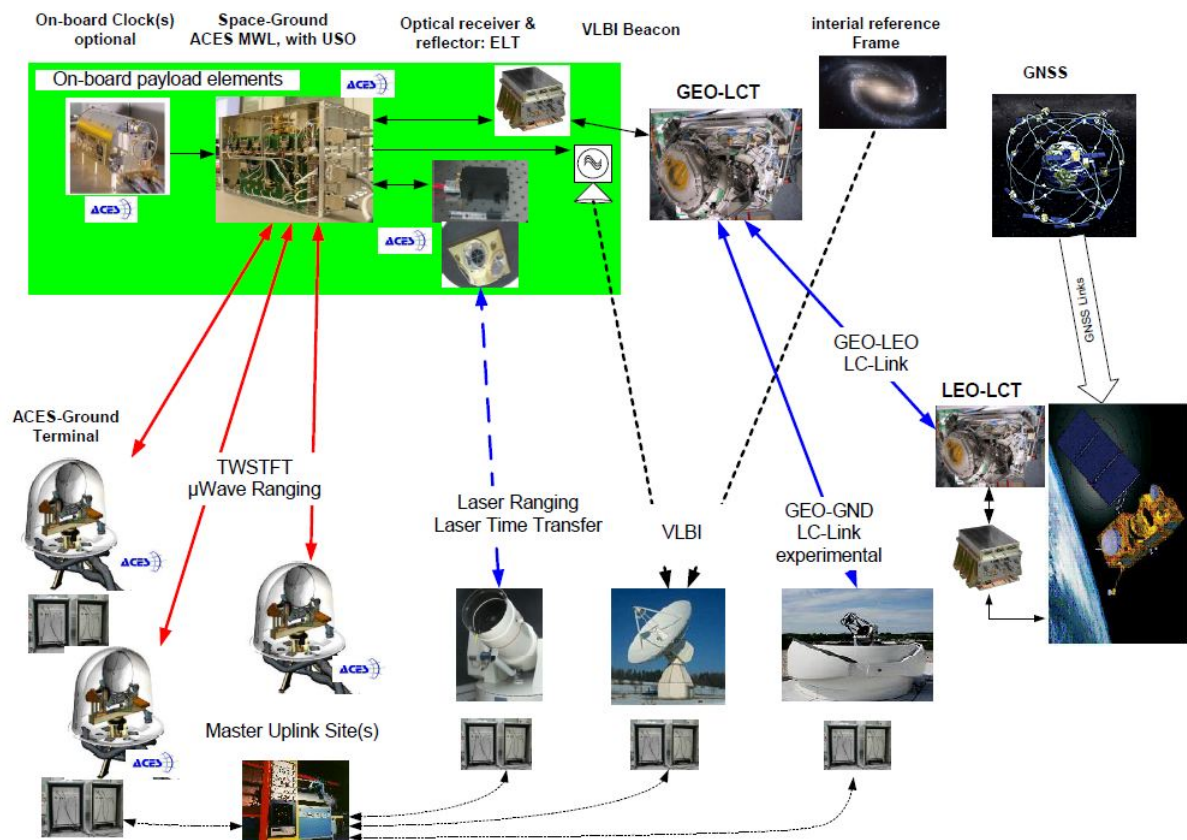 On-board Clock(s)
optional
Space-Ground
ACES MWL, with USO
Optical receiver &
reflector: ELT
VLBI Beacon
interial reference
Frame
GNSS
On-board payload elements
ACES
GEO-LCT
ACES
ACES
GNSS Links
GEO-LEO
LC-Link
LEO-LCT
ACES-Ground
Terminal
TWSTFT
µWave Ranging
Laser Ranging
Laser Time Transfer
VLBI
GEO-GND
LC-Link
experimental
ACES
ACES
Master Uplink Site(s)
ACES